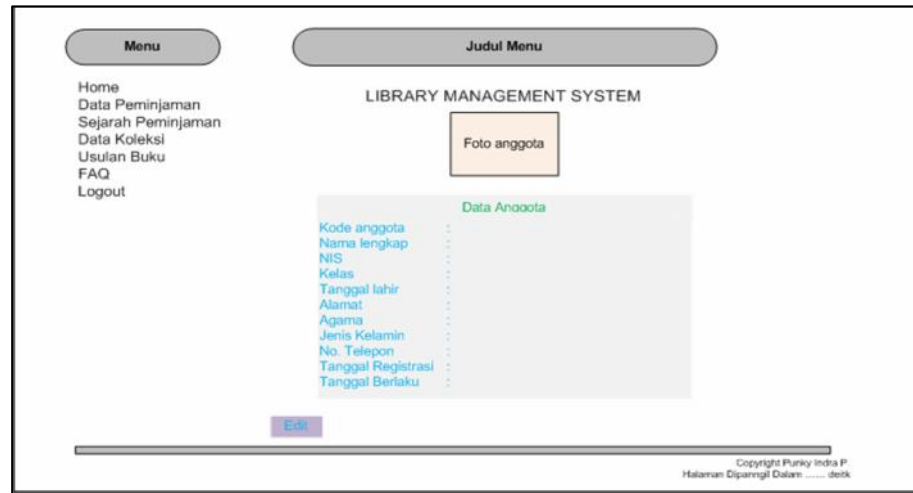 Menu
Judul Menu
Home
Data Peminjaman
Sejarah Peminjaman
Data Koleksi
Usulan Buku
FAQ
Logout
LIBRARY MANAGEMENT SYSTEM
Foto anggota
Data Anggota
Kode anggota :
Nama lengkap :
NIS :
Kelas :
Tanggal lahir :
Alamat :
Agama :
Jenis Kelamin :
No. Telepon :
Tanggal Registrasi :
Tanggal Berlaku :
Edit
Copyright Punky Indra P.
Halaman Dipanngil Dalam ...... deitk